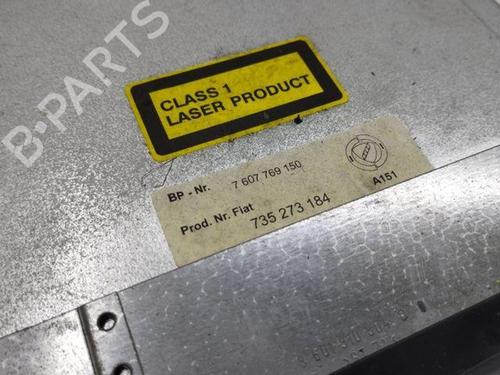 B-PARTS
CLASS 1
LASER PRODUCT
BP - Nr. 7 607 769 150
Prod. Nr. Fiat 735 273 184
A151